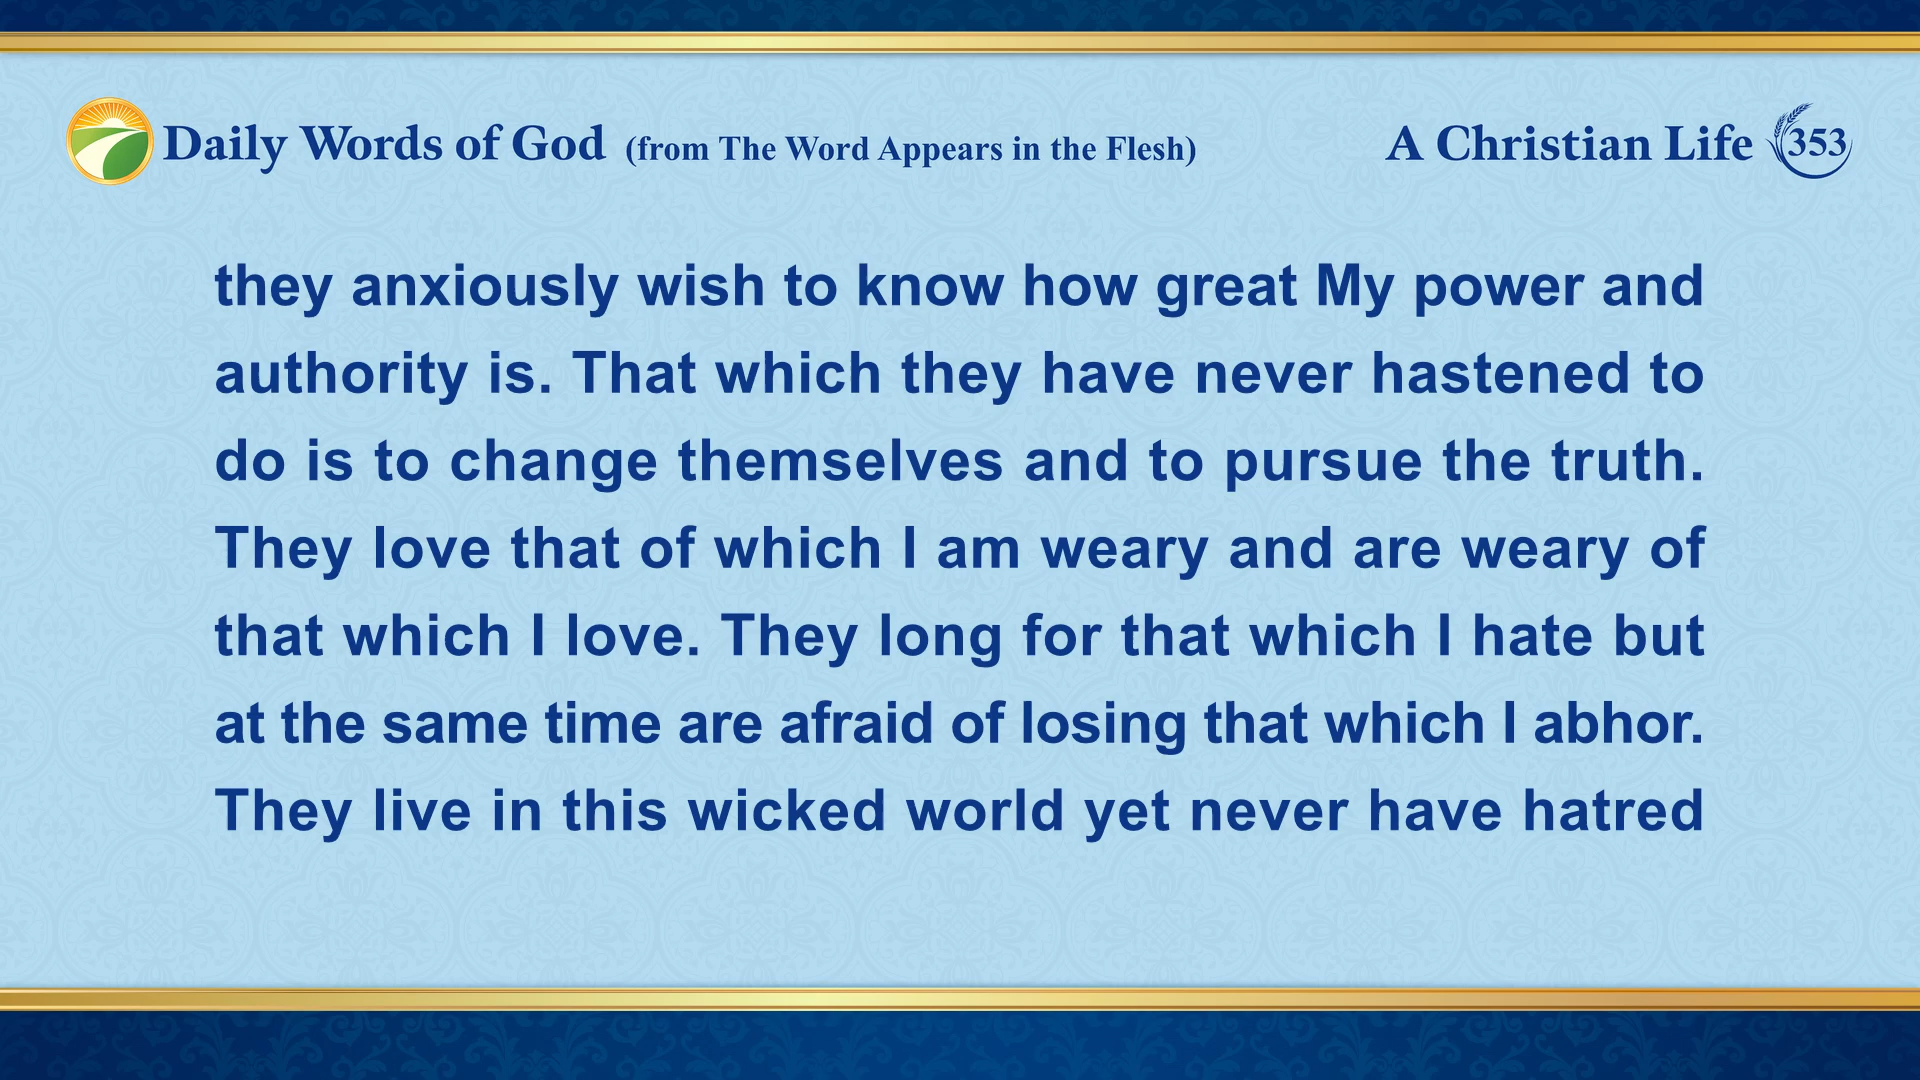 Daily Words of God (from The Word Appears in the Flesh)
A Christian Life 353
they anxiously wish to know how great My power and
authority is. That which they have never hastened to
do is to change themselves and to pursue the truth.
They love that of which I am weary and are weary of
that which I love. They long for that which I hate but
at the same time are afraid of losing that which I abhor.
They live in this wicked world yet never have hatred